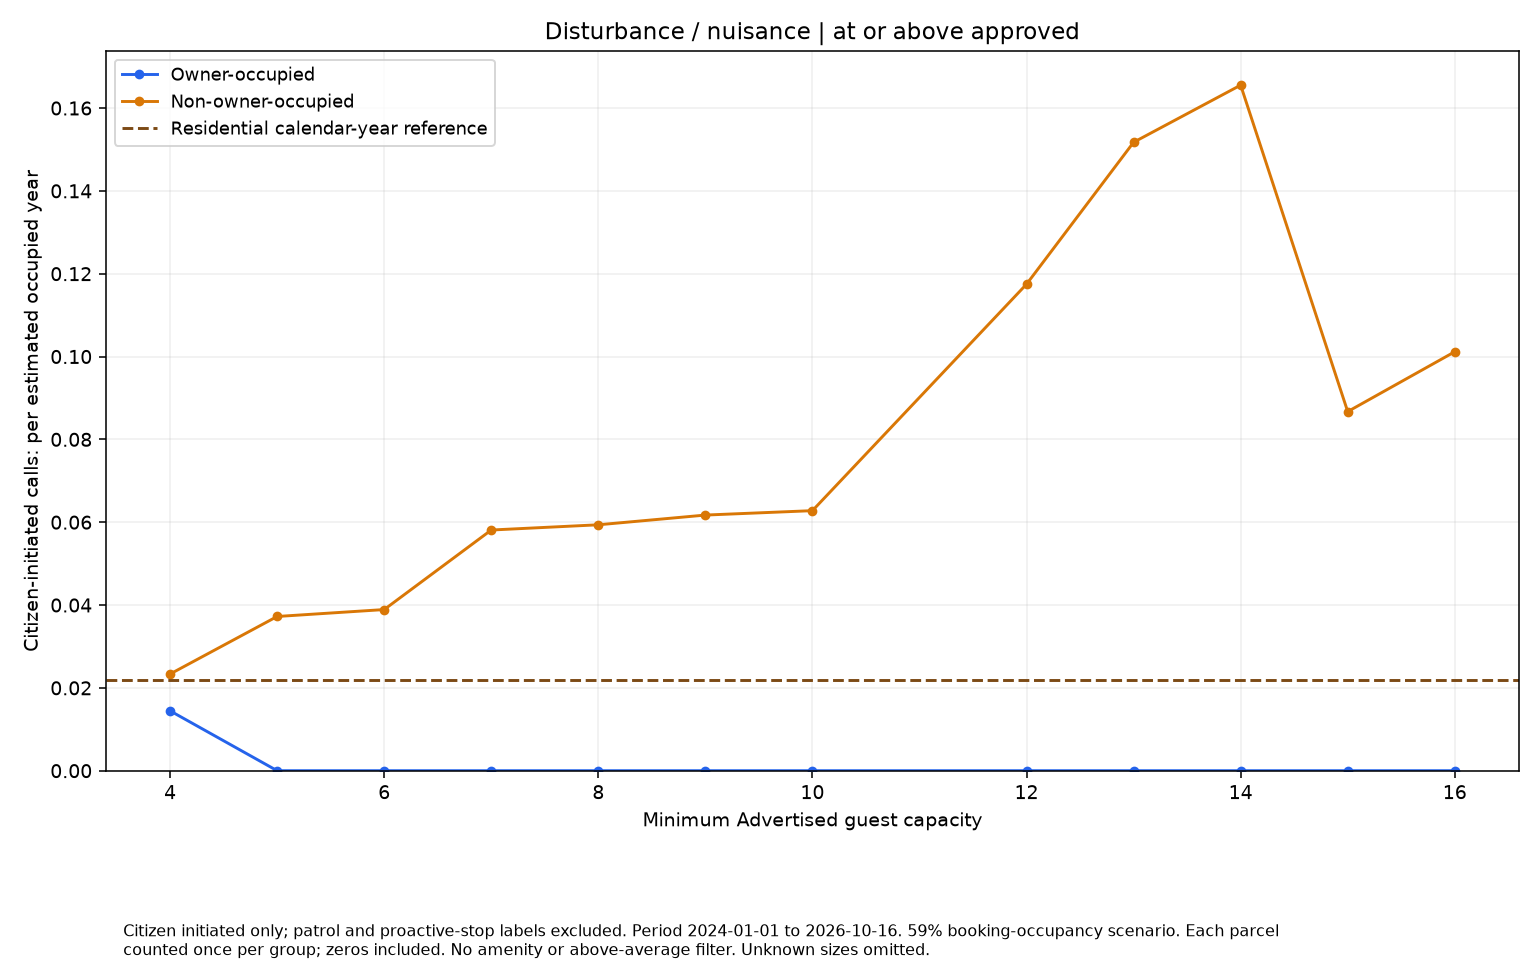 Disturbance / nuisance | at or above approved
Owner-occupied
Non-owner-occupied
Residential calendar-year reference
Citizen-initiated calls: per estimated occupied year
0.16
0.14
0.12
0.10
0.08
0.06
0.04
0.02
0.00
4
6
8
10
12
14
16
Minimum Advertised guest capacity
Citizen initiated only; patrol and proactive-stop labels excluded. Period 2024-01-01 to 2026-10-16. 59% booking-occupancy scenario. Each parcel
counted once per group; zeros included. No amenity or above-average filter. Unknown sizes omitted.